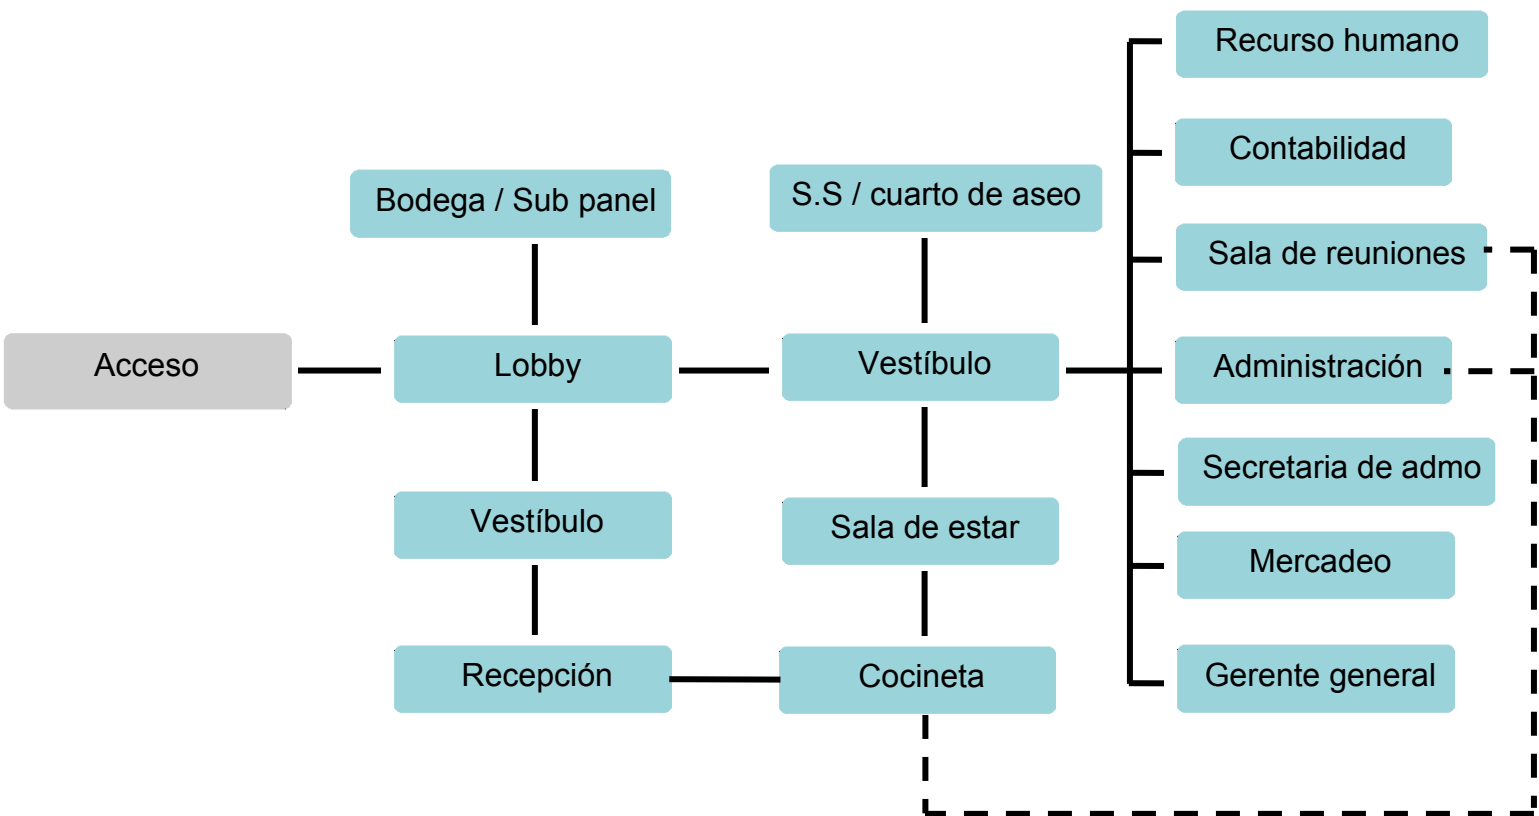 Recurso humano
Contabilidad
Bodega / Sub panel
S.S / cuarto de aseo
Sala de reuniones
Acceso
Lobby
Vestíbulo
Administración
Secretaria de admo
Vestíbulo
Sala de estar
Mercadeo
Recepción
Cocineta
Gerente general